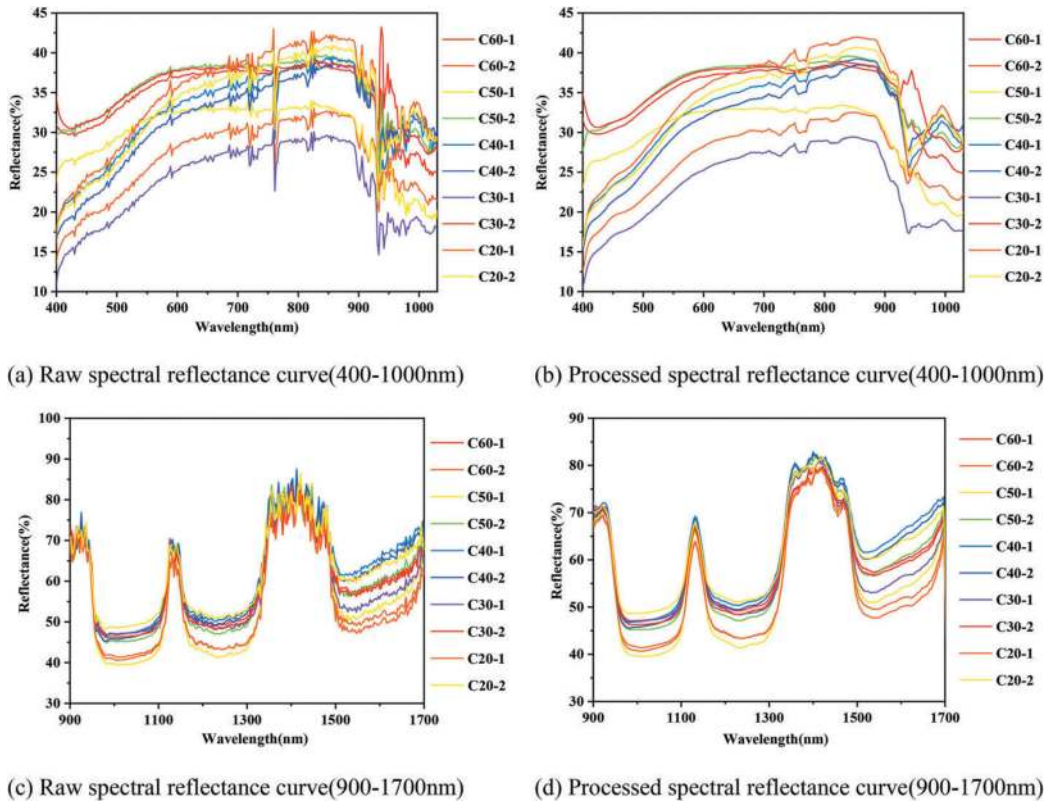 45
40
35
30
25
20
15
10
Reflectance(%)
400 500 600 700 800 900 1000
Wavelength(nm)
C60-1
C60-2
C50-1
C50-2
C40-1
C40-2
C30-1
C30-2
C20-1
C20-2
45
40
35
30
25
20
15
10
Reflectance(%)
400 500 600 700 800 900 1000
Wavelength(nm)
C60-1
C60-2
C50-1
C50-2
C40-1
C40-2
C30-1
C30-2
C20-1
C20-2
(a) Raw spectral reflectance curve(400-1000nm)
(b) Processed spectral reflectance curve(400-1000nm)
100
90
80
70
60
50
40
30
Reflectance(%)
900 1100 1300 1500 1700
Wavelength(nm)
C60-1
C60-2
C50-1
C50-2
C40-1
C40-2
C30-1
C30-2
C20-1
C20-2
90
80
70
60
50
40
30
Reflectance(%)
900 1100 1300 1500 1700
Wavelength(nm)
C60-1
C60-2
C50-1
C50-2
C40-1
C40-2
C30-1
C30-2
C20-1
C20-2
(c) Raw spectral reflectance curve(900-1700nm)
(d) Processed spectral reflectance curve(900-1700nm)